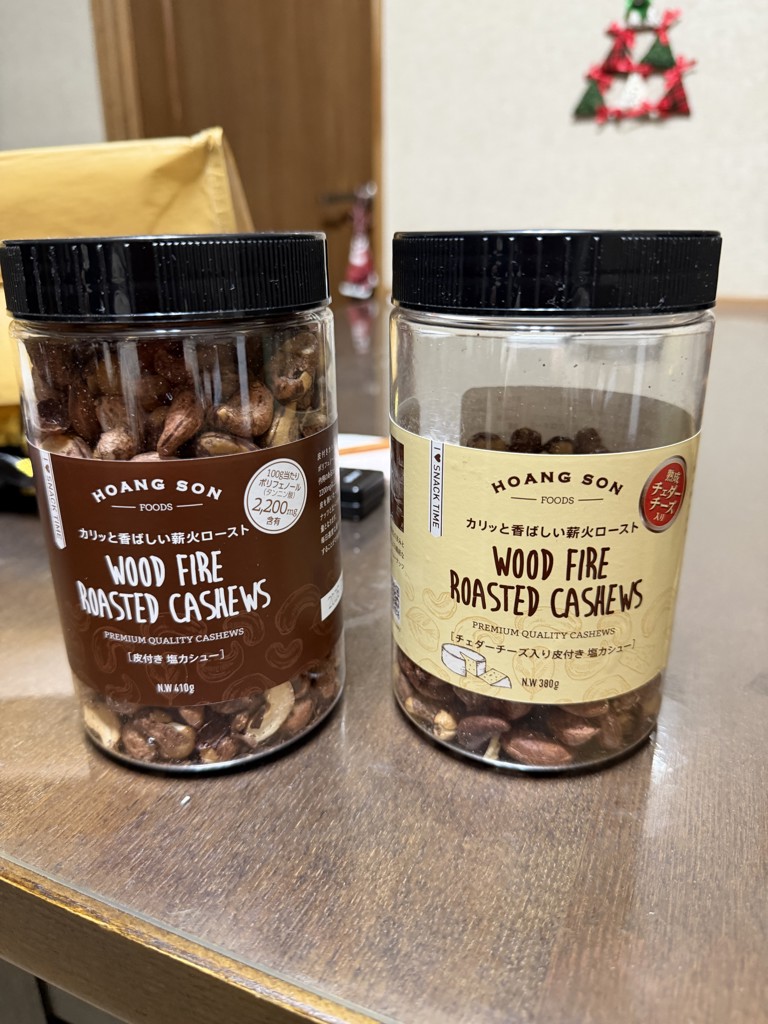 I ♥ SNACK TIME
HOANG SON
FOODS
100g当たり
ポリフェノール
(タンニン類)
2,200mg
含有
カリッと香ばしい薪火ロースト
WOOD FIRE
ROASTED CASHEWS
PREMIUM QUALITY CASHEWS
[皮付き 塩カシュー]
N.W 410g
I ♥ SNACK TIME
HOANG SON
FOODS
熟成
チェダー
チーズ
入り
カリッと香ばしい薪火ロースト
WOOD FIRE
ROASTED CASHEWS
PREMIUM QUALITY CASHEWS
[チェダーチーズ入り皮付き 塩カシュー]
N.W 380g